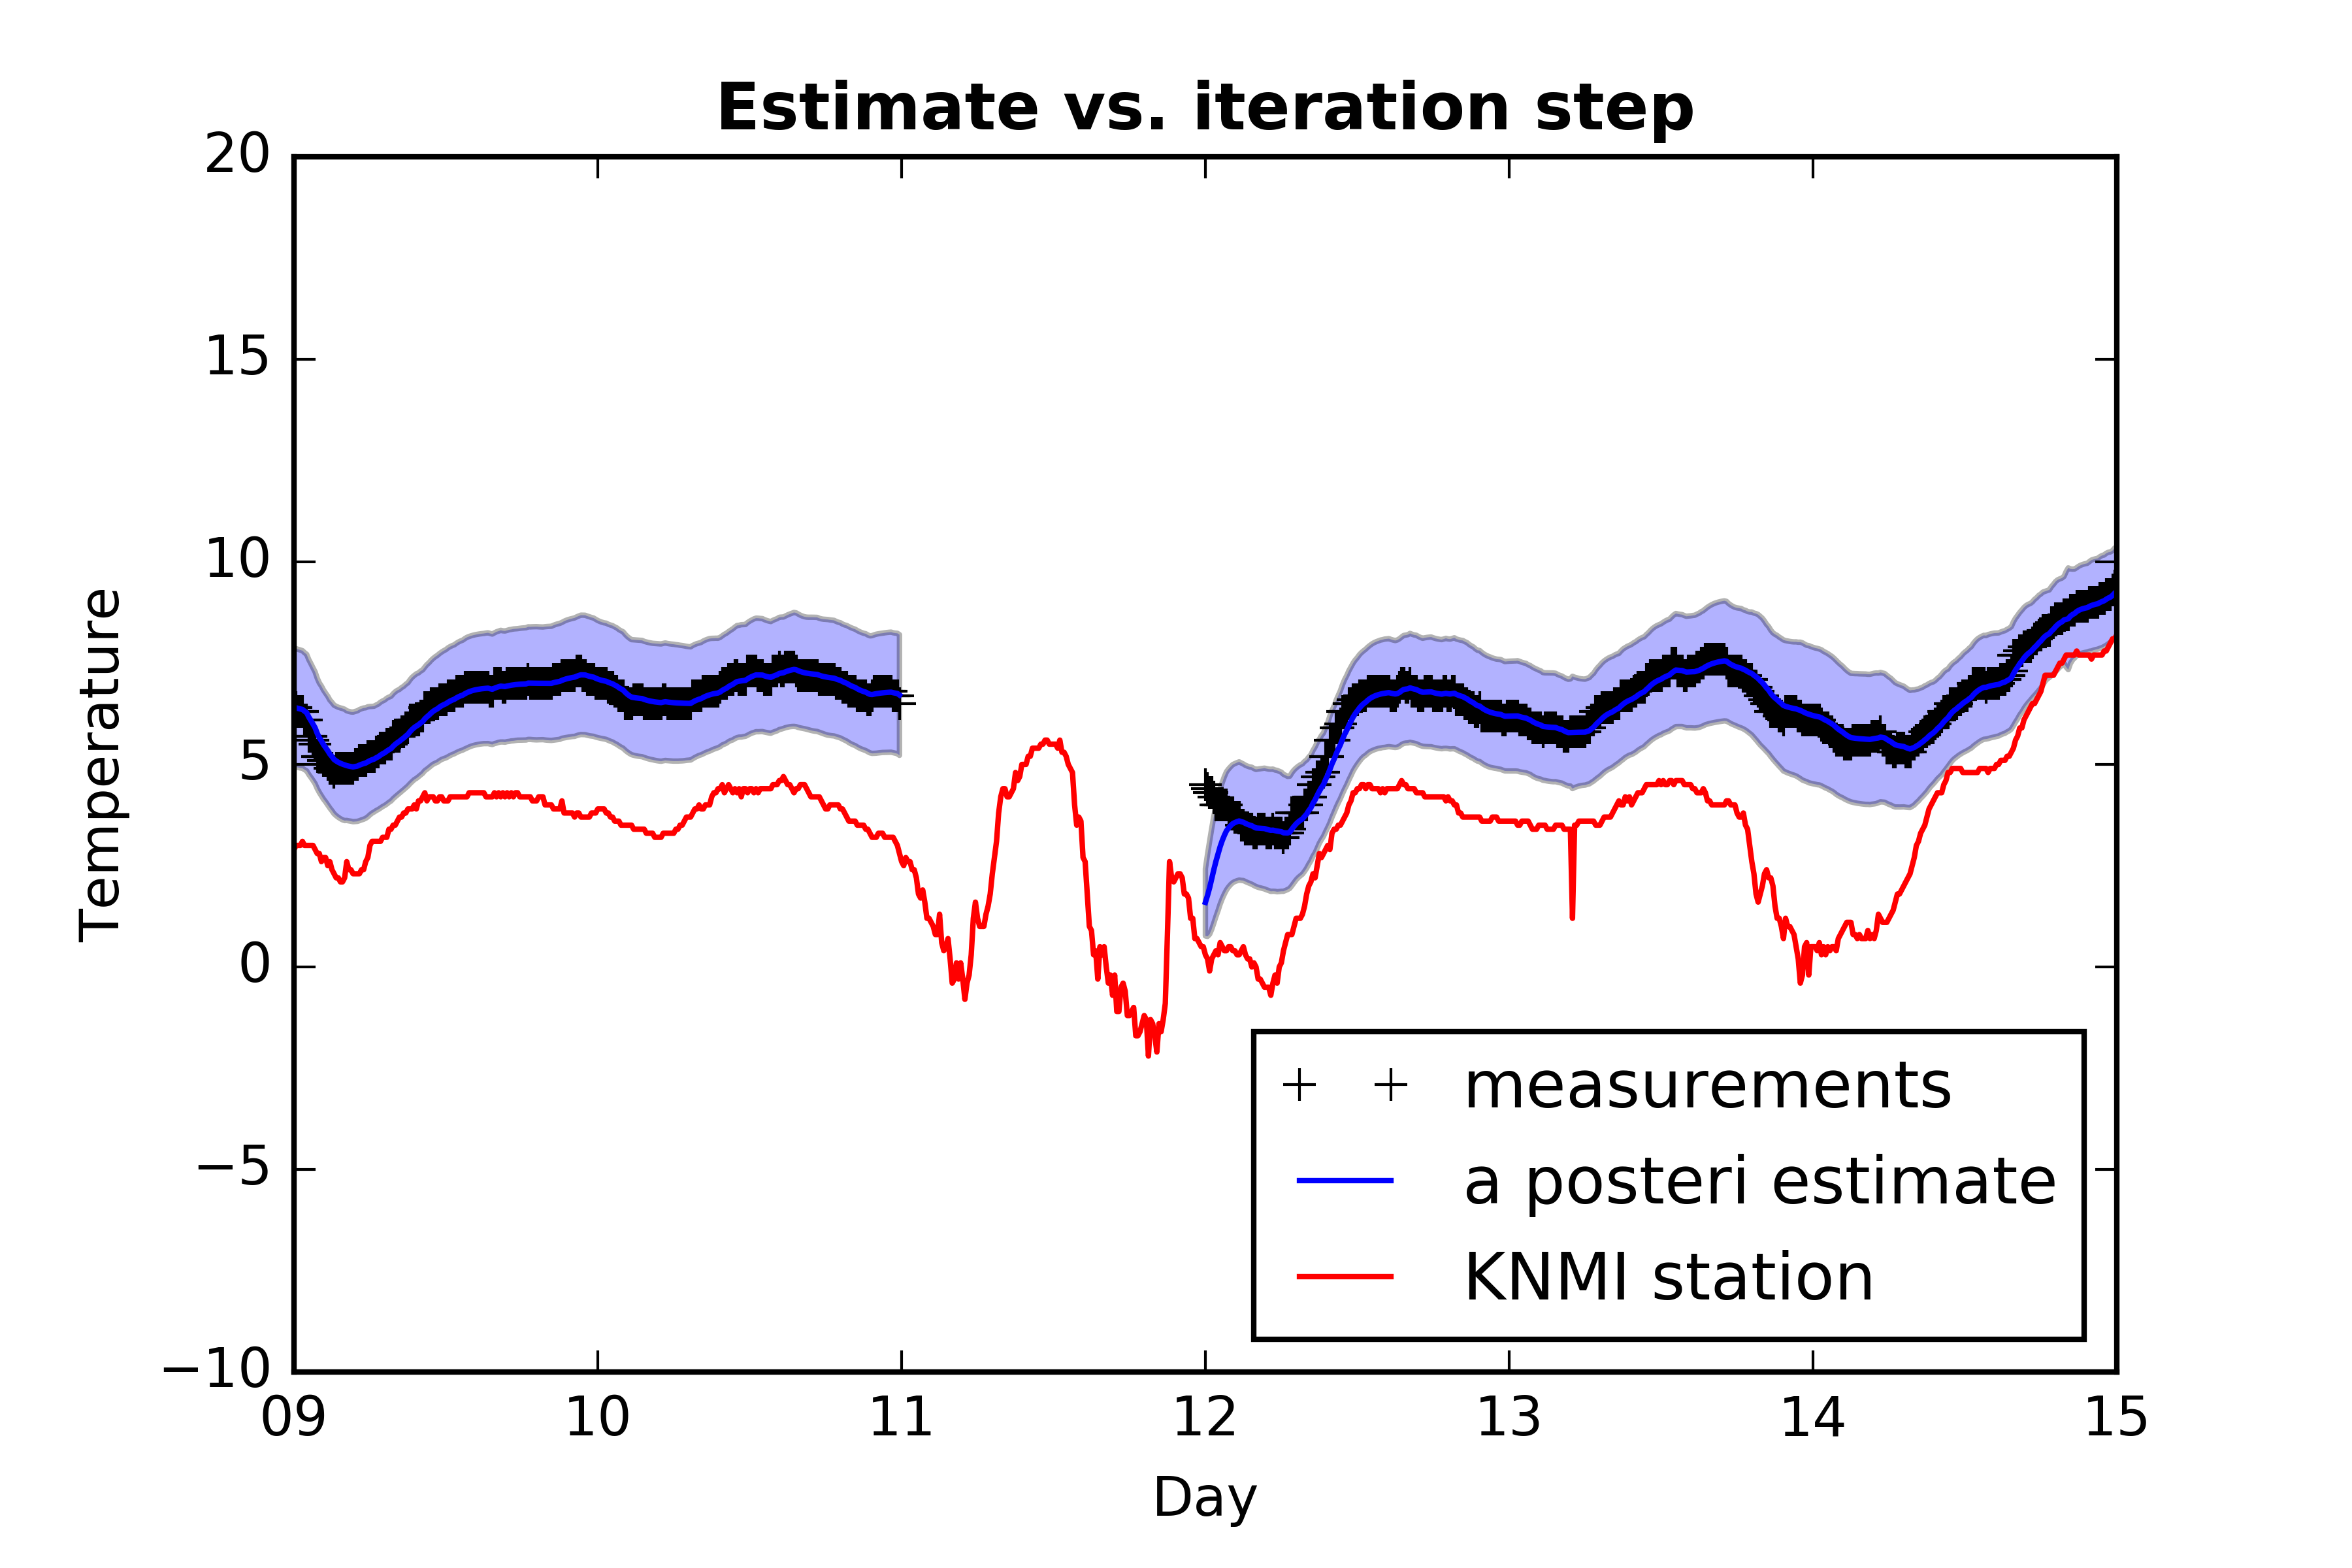 Estimate vs. iteration step
20
15
10
5
0
−5
−10
Temperature
measurements
a posteri estimate
KNMI station
09 10 11 12 13 14 15
Day